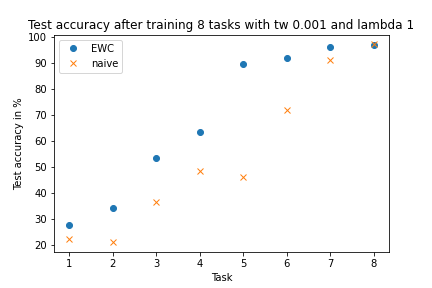 Test accuracy after training 8 tasks with tw 0.001 and lambda 1
EWC
naive
Test accuracy in %
100
90
80
70
60
50
40
30
20
1 2 3 4 5 6 7 8
Task